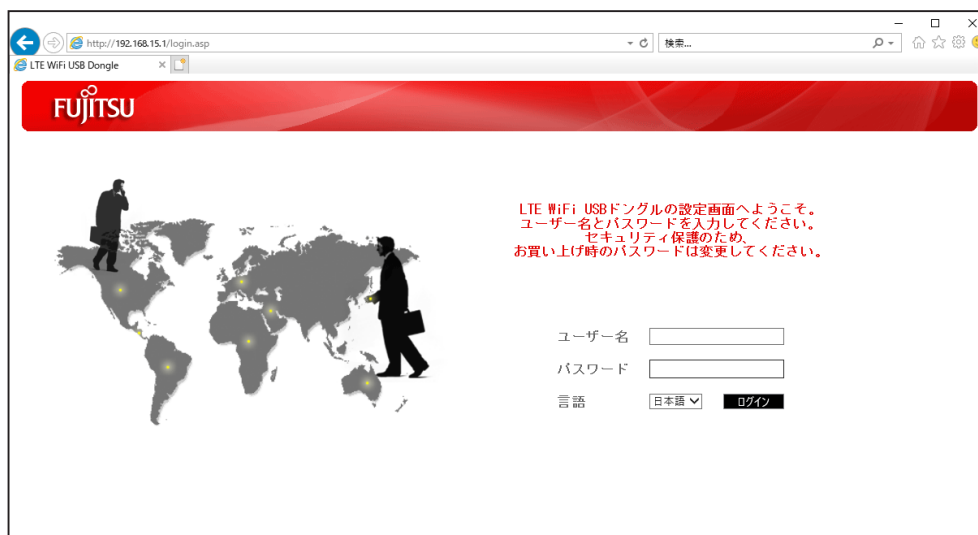 http://192.168.15.1/login.asp
検索...
LTE WiFi USB Dongle
FUJITSU
LTE WiFi USBドングルの設定画面へようこそ。
ユーザー名とパスワードを入力してください。
セキュリティ保護のため、
お買い上げ時のパスワードは変更してください。
ユーザー名
パスワード
言語 日本語 ログイン